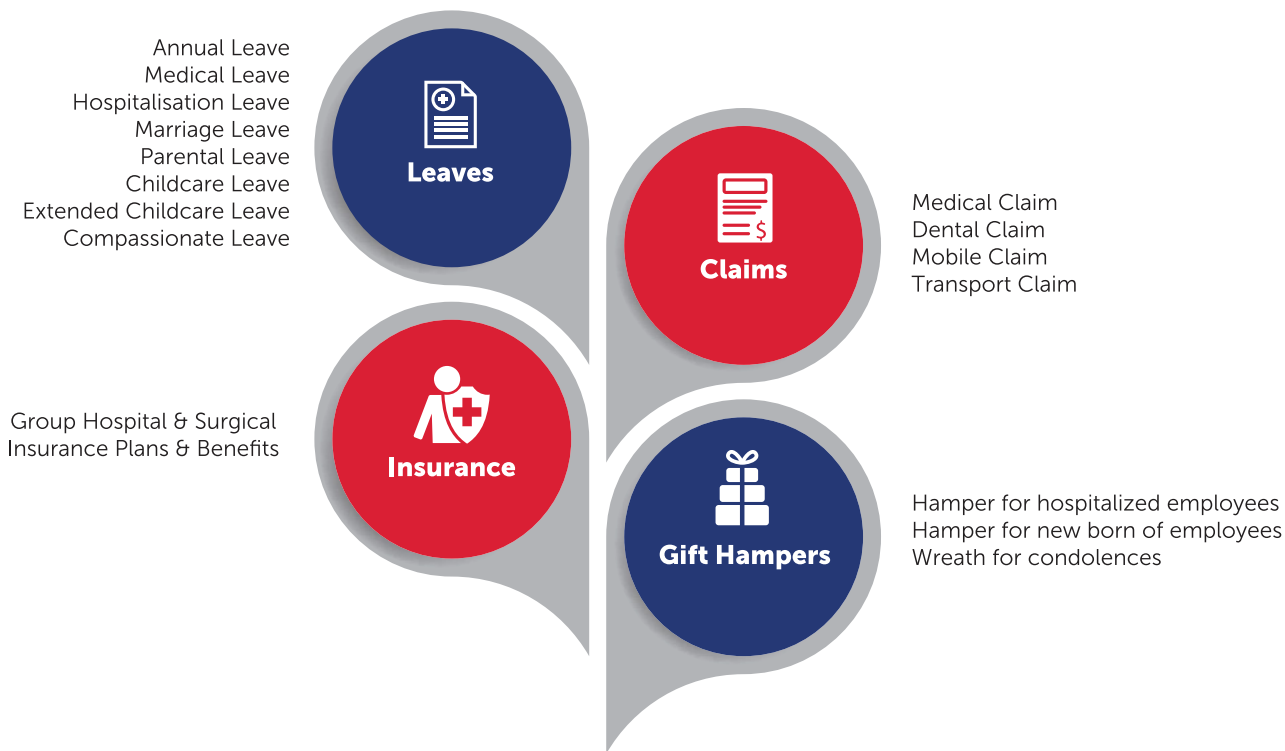 Annual Leave
Medical Leave
Hospitalisation Leave
Marriage Leave
Parental Leave
Childcare Leave
Extended Childcare Leave
Compassionate Leave
Leaves
Medical Claim
Dental Claim
Mobile Claim
Transport Claim
$
Claims
Group Hospital & Surgical
Insurance Plans & Benefits
Insurance
Gift Hampers
Hamper for hospitalized employees
Hamper for new born of employees
Wreath for condolences